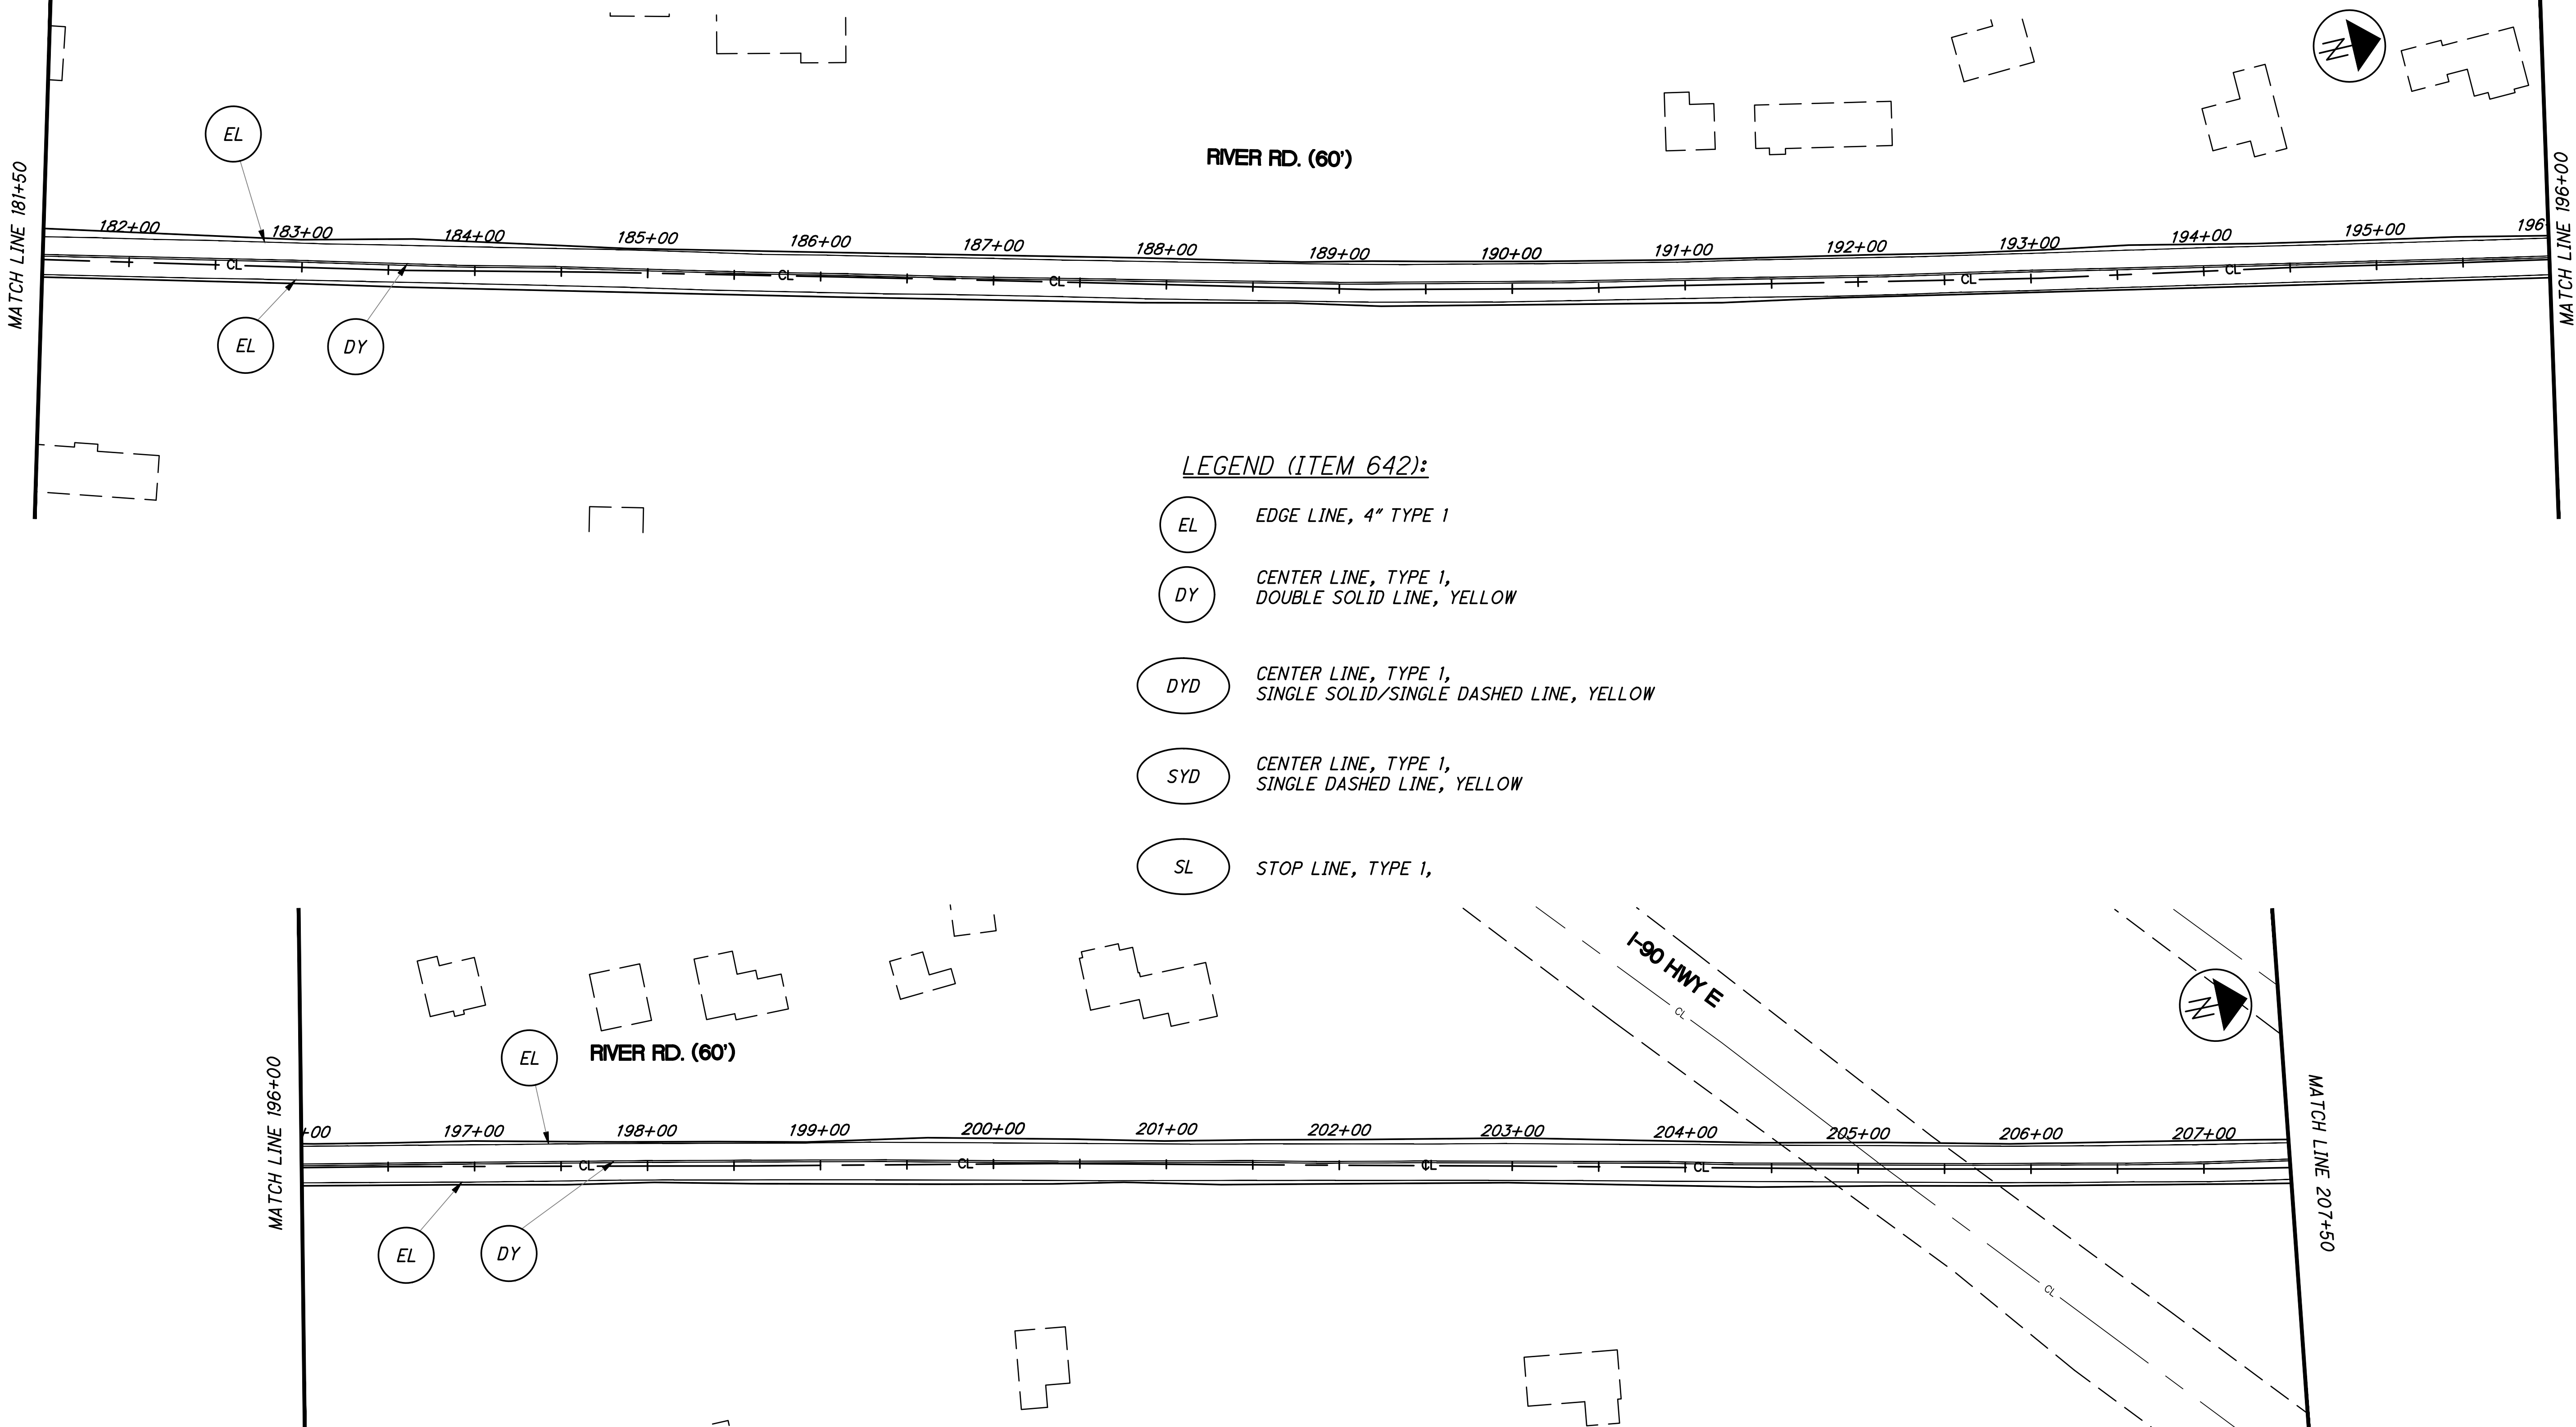 MATCH LINE 181+50
EL
RIVER RD. (60')
N
MATCH LINE 196+00
182+00 183+00 184+00 185+00 186+00 187+00 188+00 189+00 190+00 191+00 192+00 193+00 194+00 195+00 196
CL CL CL CL CL
EL DY
LEGEND (ITEM 642):
EL EDGE LINE, 4" TYPE 1
DY CENTER LINE, TYPE 1,
DOUBLE SOLID LINE, YELLOW
DYD CENTER LINE, TYPE 1,
SINGLE SOLID/SINGLE DASHED LINE, YELLOW
SYD CENTER LINE, TYPE 1,
SINGLE DASHED LINE, YELLOW
SL STOP LINE, TYPE 1,
MATCH LINE 196+00
EL
RIVER RD. (60')
I-90 HWY E
CL
N
MATCH LINE 207+50
+00 197+00 198+00 199+00 200+00 201+00 202+00 203+00 204+00 205+00 206+00 207+00
CL CL CL CL
EL DY
CL